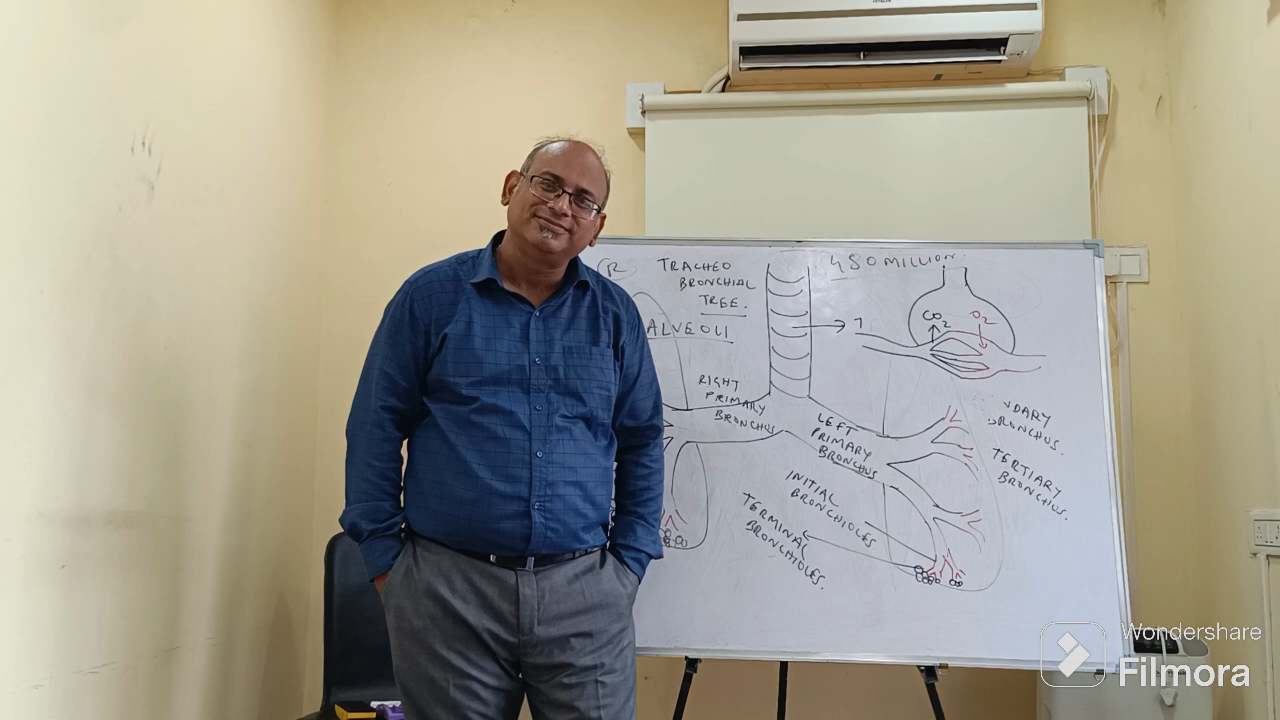 R
TRACHEO
BRONCHIAL
TREE.
ALVEOLI
480 MILLION.
CO2
O2
RIGHT
PRIMARY
BRONCHUS
LEFT
PRIMARY
BRONCHUS
INITIAL
BRONCHIOLES
TERMINAL
BRONCHIOLES.
BRONCHUS.
TERTIARY
BRONCHUS.
Wondershare
Filmora